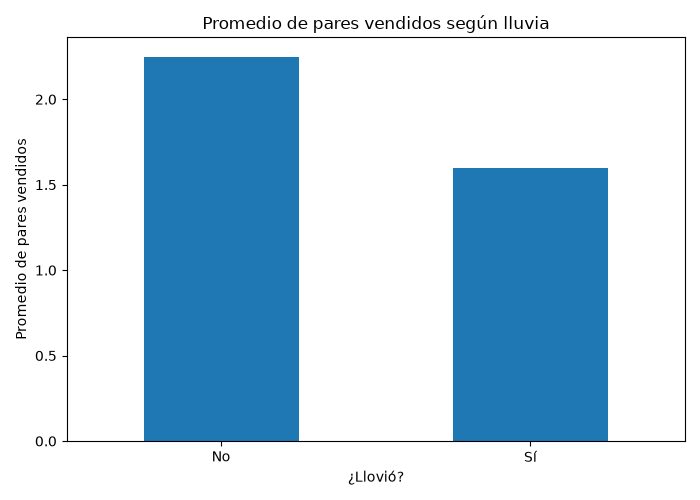 Promedio de pares vendidos según lluvia
Promedio de pares vendidos
2.0
1.5
1.0
0.5
0.0
No
Sí
¿Llovió?